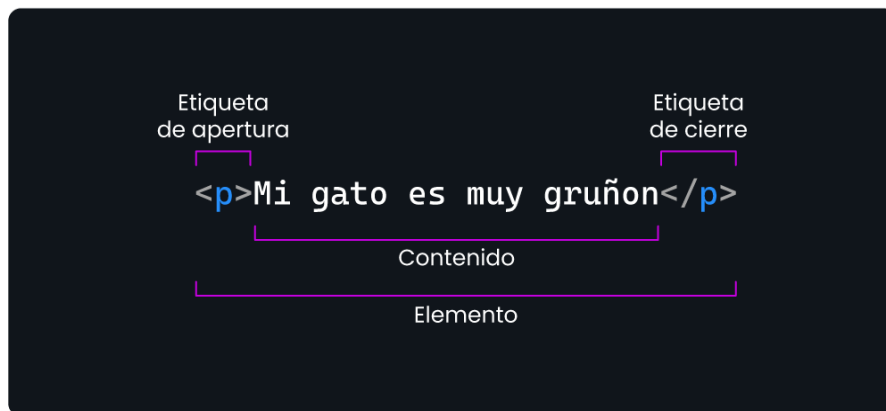 Etiqueta
de apertura
Etiqueta
de cierre
<p>Mi gato es muy gruñon</p>
Contenido
Elemento